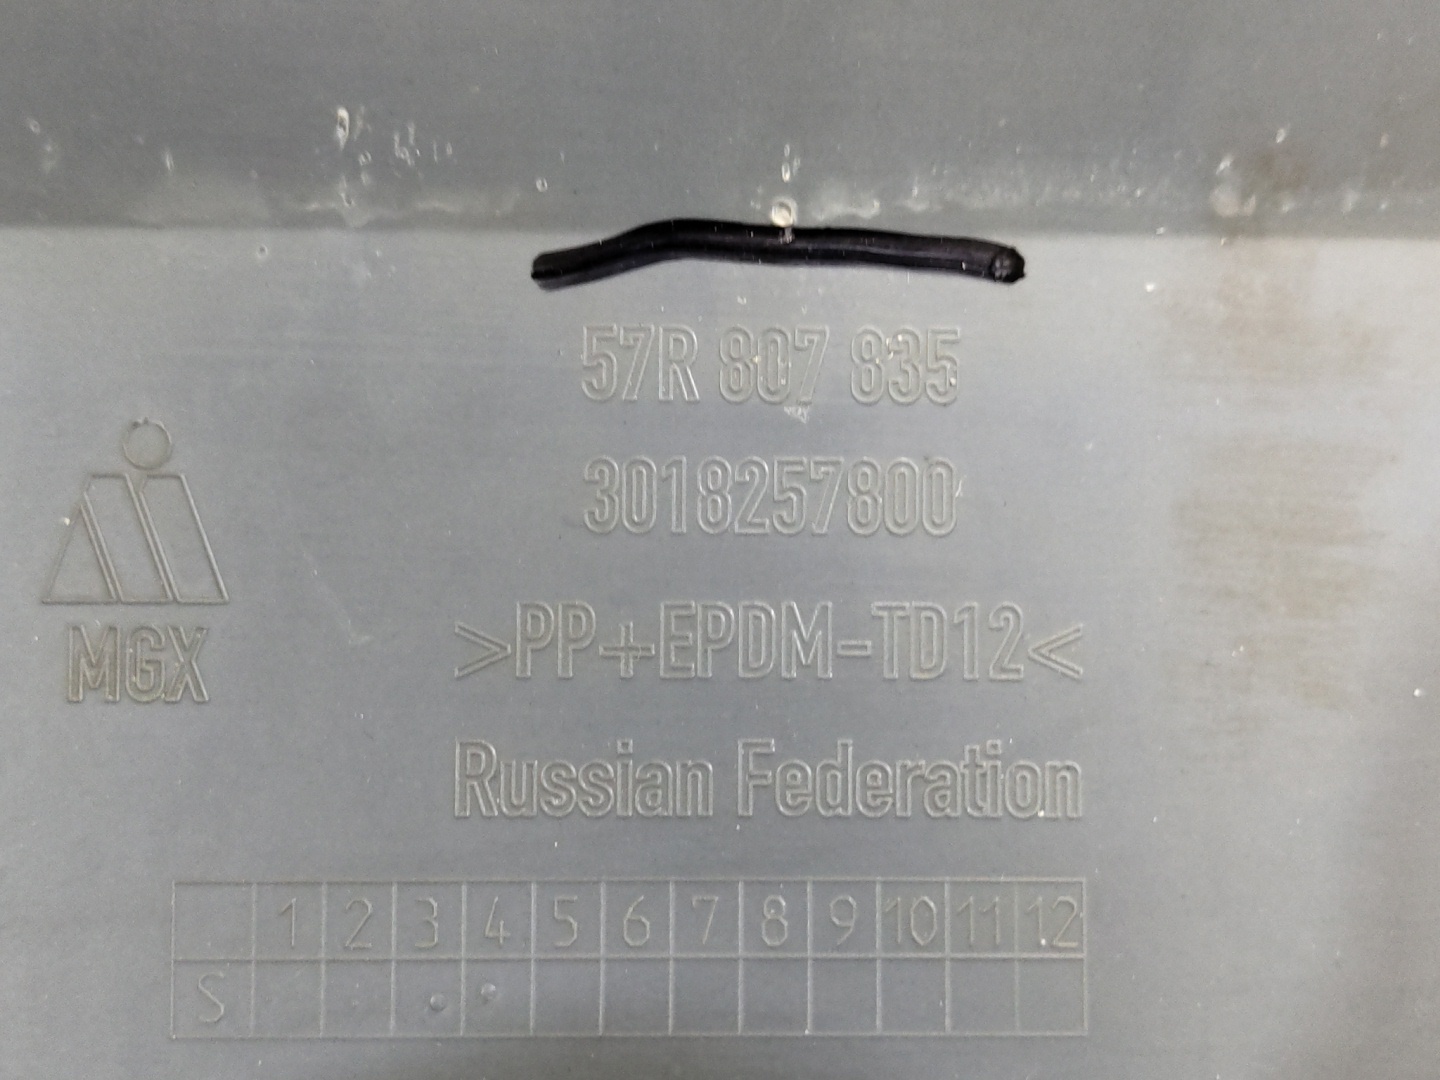 57R 807 835
3018257800
>PP+EPDM-TD12<
MGX
Russian Federation
1 2 3 4 5 6 7 8 9 10 11 12
S